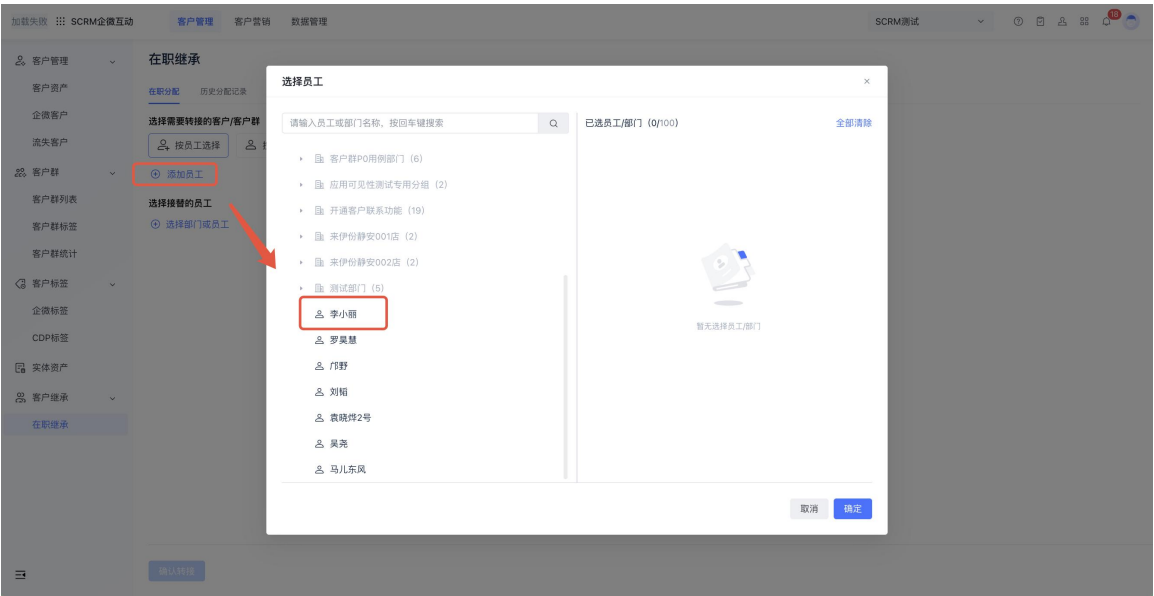 加载失败 SCRM企微互动 客户管理 客户营销 数据管理 SCRM测试 18
客户管理
客户资产
企微客户
流失客户
客户群
客户群列表
客户群标签
客户群统计
客户标签
企微标签
CDP标签
实体资产
客户继承
在职继承
在职继承
在职分配 历史分配记录
选择需要转接的客户/客户群
按员工选择
添加员工
选择接替的员工
选择部门或员工
确认转接
选择员工
请输入员工或部门名称，按回车键搜索
客户群P0用例部门 (6)
应用可见性测试专用分组 (2)
开通客户联系功能 (19)
来伊份静安001店 (2)
来伊份静安002店 (2)
测试部门 (5)
李小丽
罗昊慧
邝野
刘韬
袁晓烨2号
吴尧
马儿东风
已选员工/部门 (0/100) 全部清除
暂无选择员工/部门
取消 确定